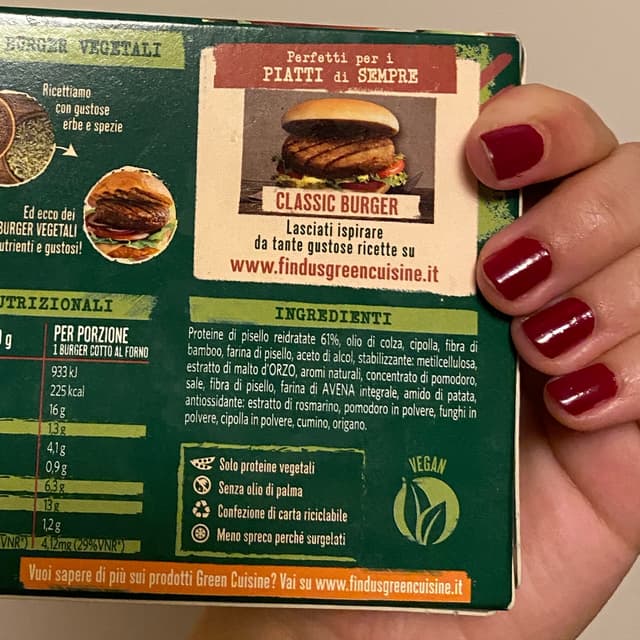 BURGER VEGETALI
Ricettiamo
con gustose
erbe e spezie
Ed ecco dei
BURGER VEGETALI
nutrienti e gustosi!
Perfetti per i
PIATTI di SEMPRE
CLASSIC BURGER
Lasciati ispirare
da tante gustose ricette su
www.findusgreencuisine.it
UTRIZIONALI
0 g
PER PORZIONE
1 BURGER COTTO AL FORNO
933 kJ
225 kcal
16 g
1,3 g
4,1 g
0,9 g
6,3 g
13 g
1,2 g
VNR*) 4,12mg (29%VNR*)
INGREDIENTI
Proteine di pisello reidratate 61%, olio di colza, cipolla, fibra di
bamboo, farina di pisello, aceto di alcol, stabilizzante: metilcellulosa,
estratto di malto d'ORZO, aromi naturali, concentrato di pomodoro,
sale, fibra di pisello, farina di AVENA integrale, amido di patata,
antiossidante: estratto di rosmarino, pomodoro in polvere, funghi in
polvere, cipolla in polvere, cumino, origano.
Solo proteine vegetali
Senza olio di palma
Confezione di carta riciclabile
Meno spreco perché surgelati
VEGAN
Vuoi sapere di più sui prodotti Green Cuisine? Vai su www.findusgreencuisine.it